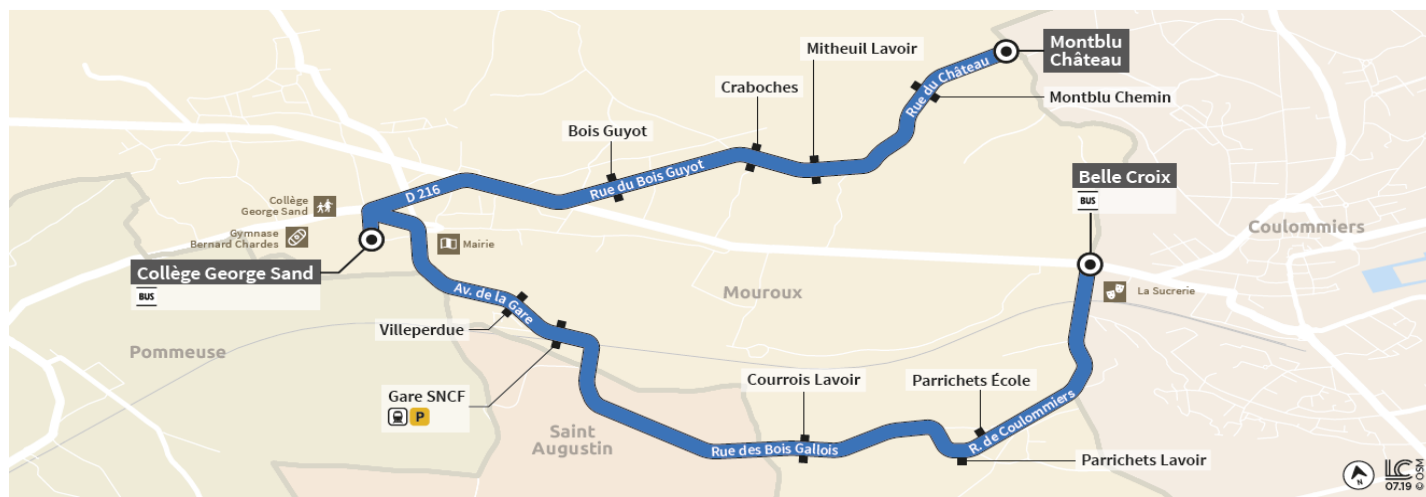 Montblu
Château
Mitheuil Lavoir
Rue du Château
Craboches
Montblu Chemin
Bois Guyot
Rue du Bois Guyot
D 216
Belle Croix
BUS
Collège
George Sand
Gymnase
Bernard Chardes
Mairie
Coulommiers
Collège George Sand
BUS
Mouroux
La Sucrerie
Av. de la Gare
Villeperdue
Pommeuse
Gare SNCF
P
Courrois Lavoir
Parrichets École
R. de Coulommiers
Saint
Augustin
Rue des Bois Gallois
Parrichets Lavoir
N
LC
07.19
© OSM